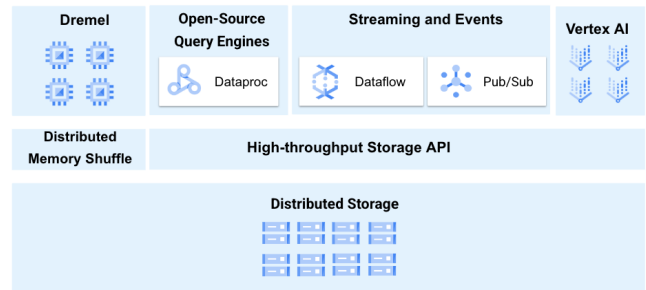 Dremel
Open-Source
Query Engines
Dataproc
Streaming and Events
Dataflow
Pub/Sub
Vertex AI
Distributed
Memory Shuffle
High-throughput Storage API
Distributed Storage